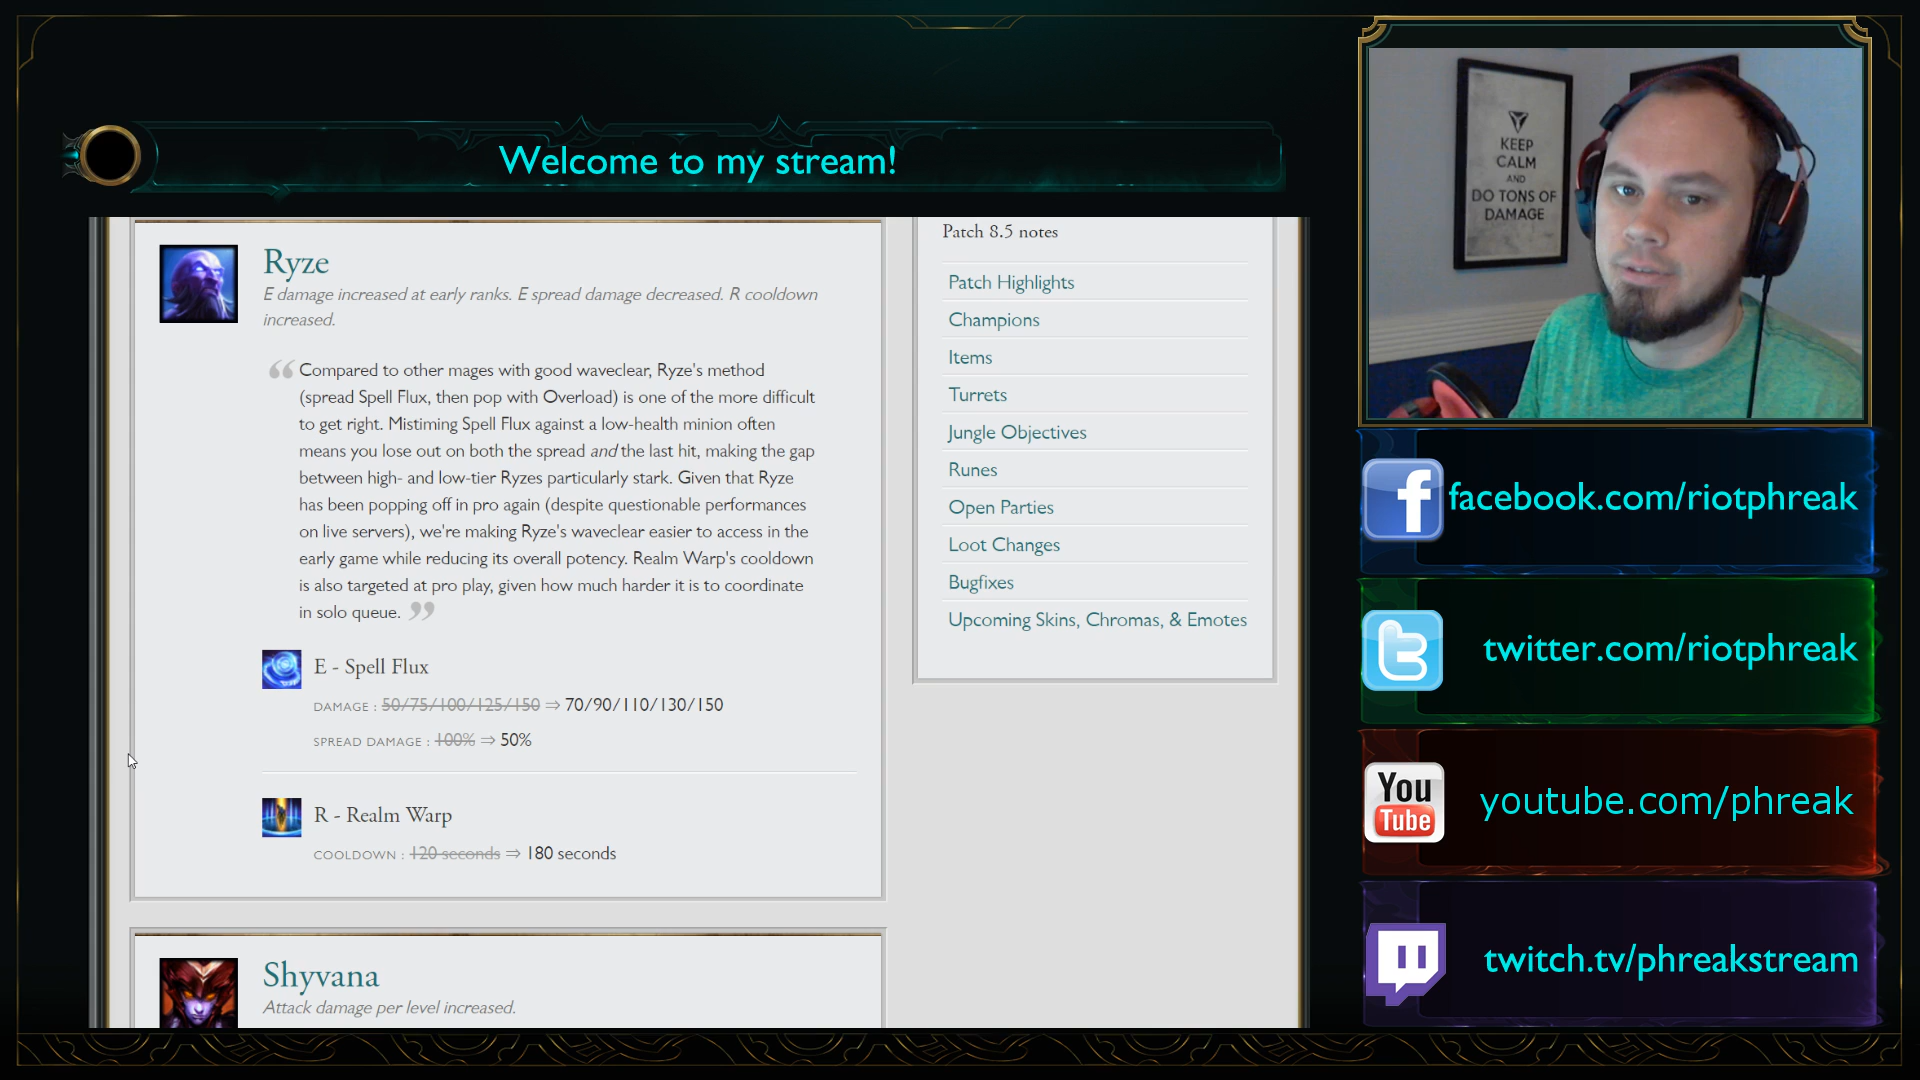 Welcome to my stream!
Ryze
E damage increased at early ranks. E spread damage decreased. R cooldown
increased.
Compared to other mages with good waveclear, Ryze's method
(spread Spell Flux, then pop with Overload) is one of the more difficult
to get right. Mistiming Spell Flux against a low-health minion often
means you lose out on both the spread and the last hit, making the gap
between high- and low-tier Ryzes particularly stark. Given that Ryze
has been popping off in pro again (despite questionable performances
on live servers), we're making Ryze's waveclear easier to access in the
early game while reducing its overall potency. Realm Warp's cooldown
is also targeted at pro play, given how much harder it is to coordinate
in solo queue.
E - Spell Flux
DAMAGE : 50/75/100/125/150 ⇒ 70/90/110/130/150
SPREAD DAMAGE : 100% ⇒ 50%
R - Realm Warp
COOLDOWN : 120 seconds ⇒ 180 seconds
Shyvana
Attack damage per level increased.
Patch 8.5 notes
Patch Highlights
Champions
Items
Turrets
Jungle Objectives
Runes
Open Parties
Loot Changes
Bugfixes
Upcoming Skins, Chromas, & Emotes
KEEP
CALM
AND
DO TONS OF
DAMAGE
facebook.com/riotphreak
twitter.com/riotphreak
You
Tube
youtube.com/phreak
twitch.tv/phreakstream